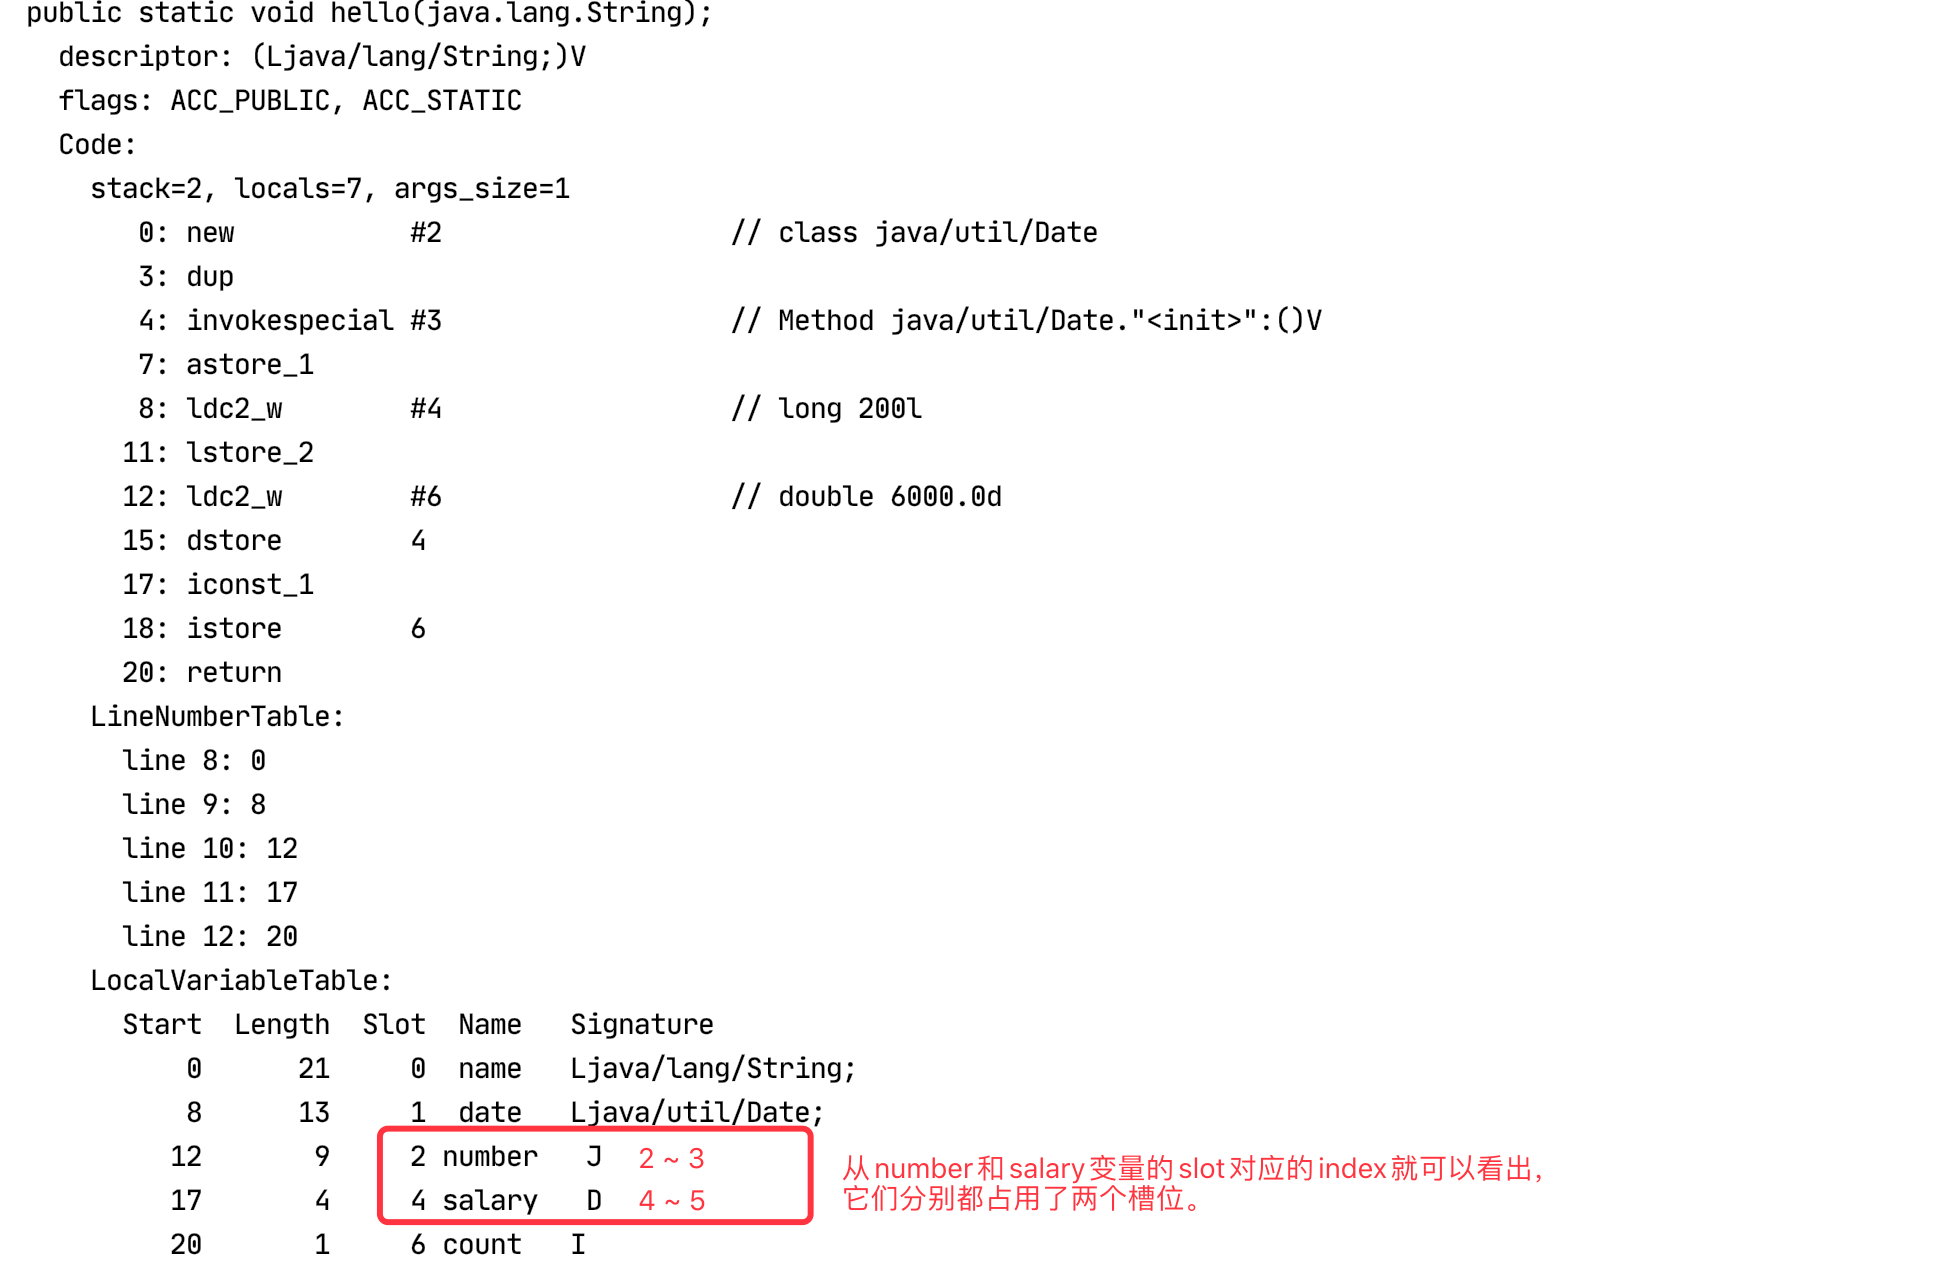 public static void hello(java.lang.String);
descriptor: (Ljava/lang/String;)V
flags: ACC_PUBLIC, ACC_STATIC
Code:
stack=2, locals=7, args_size=1
0: new #2 // class java/util/Date
3: dup
4: invokespecial #3 // Method java/util/Date."<init>":()V
7: astore_1
8: ldc2_w #4 // long 200l
11: lstore_2
12: ldc2_w #6 // double 6000.0d
15: dstore 4
17: iconst_1
18: istore 6
20: return
LineNumberTable:
line 8: 0
line 9: 8
line 10: 12
line 11: 17
line 12: 20
LocalVariableTable:
Start Length Slot Name Signature
0 21 0 name Ljava/lang/String;
8 13 1 date Ljava/util/Date;
12 9 2 number J 2 ~ 3
17 4 4 salary D 4 ~ 5
从number和salary变量的slot对应的index就可以看出，
它们分别都占用了两个槽位。
20 1 6 count I